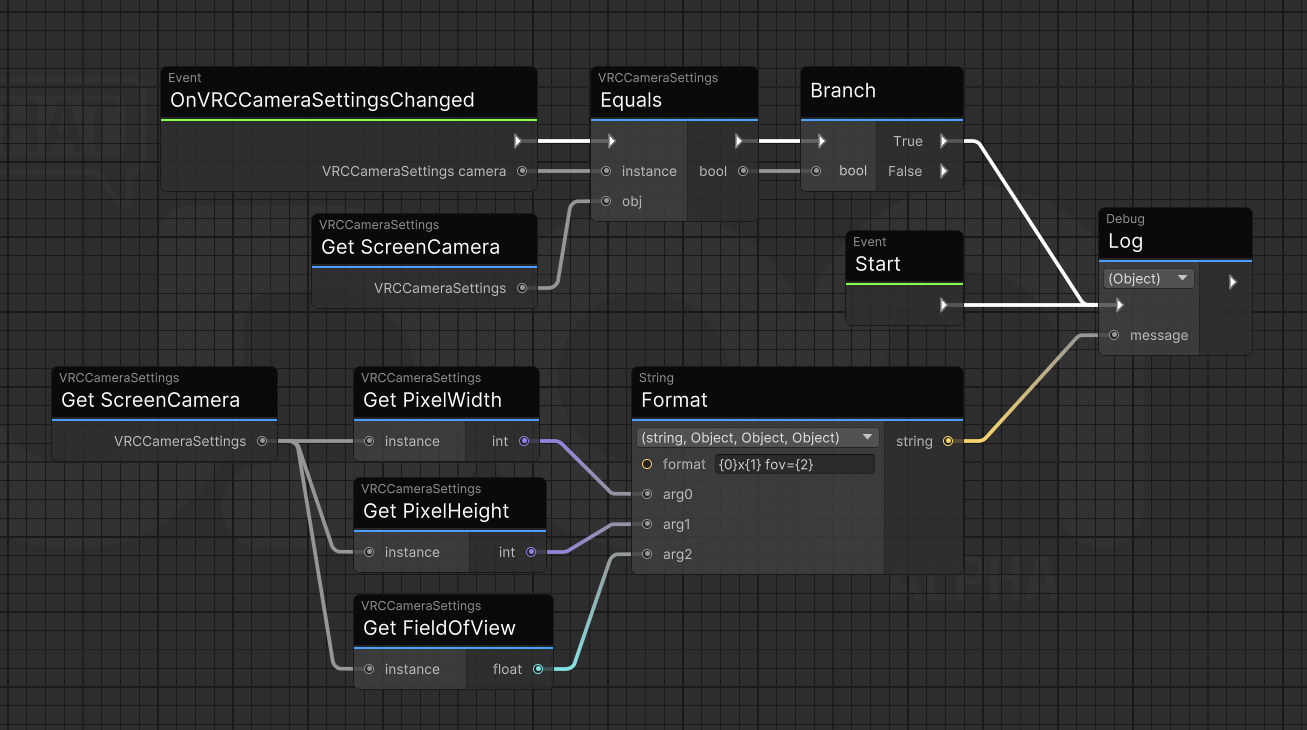 Event
OnVRCCameraSettingsChanged
VRCCameraSettings camera
VRCCameraSettings
Equals
instance
bool
obj
Branch
True
bool
False
VRCCameraSettings
Get ScreenCamera
VRCCameraSettings
Event
Start
Debug
Log
(Object)
message
VRCCameraSettings
Get ScreenCamera
VRCCameraSettings
VRCCameraSettings
Get PixelWidth
instance
int
VRCCameraSettings
Get PixelHeight
instance
int
VRCCameraSettings
Get FieldOfView
instance
float
String
Format
(string, Object, Object, Object)
string
format
{0}x{1} fov={2}
arg0
arg1
arg2
ALPHA